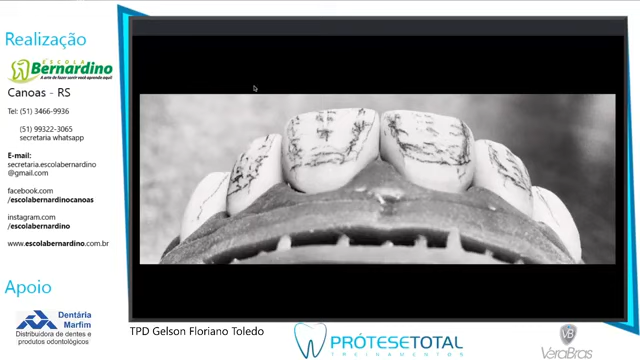 Realização
ESCOLA
Bernardino
A arte de fazer sorrir você aprende aqui!
Canoas - RS
Tel: (51) 3466-9936
(51) 99322-3065
secretaria whatsapp
E-mail:
secretaria.escolabernardino
@gmail.com
facebook.com
/escolabernardinocanoas
instagram.com
/escolabernardino
www.escolabernardino.com.br
Apoio
Dentária
Marfim
Distribuidora de dentes e
produtos odontológicos
TPD Gelson Floriano Toledo
PRÓTESETOTAL
TREINAMENTOS
VB
VeraBras